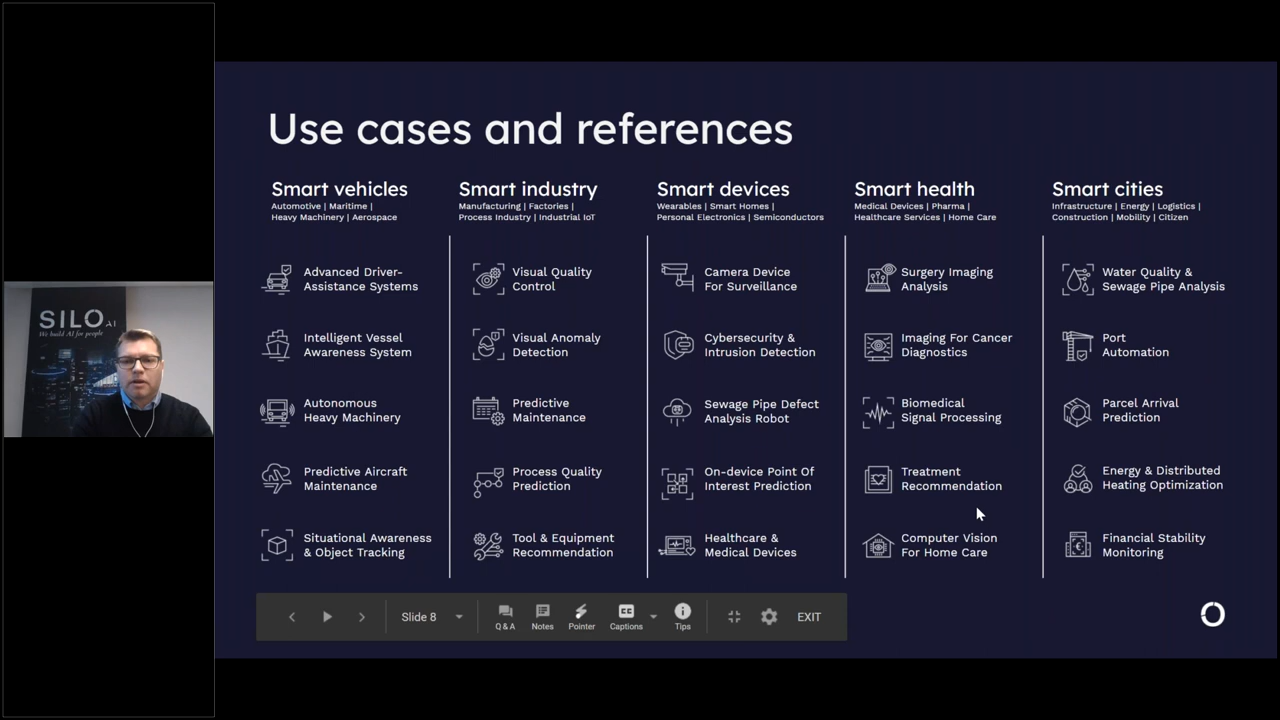 SILO AI
We build AI for people
Use cases and references
Smart vehicles
Automotive | Maritime |
Heavy Machinery | Aerospace
Advanced Driver-
Assistance Systems
Intelligent Vessel
Awareness System
Autonomous
Heavy Machinery
Predictive Aircraft
Maintenance
Situational Awareness
& Object Tracking
Smart industry
Manufacturing | Factories |
Process Industry | Industrial IoT
Visual Quality
Control
Visual Anomaly
Detection
Predictive
Maintenance
Process Quality
Prediction
Tool & Equipment
Recommendation
Smart devices
Wearables | Smart Homes |
Personal Electronics | Semiconductors
Camera Device
For Surveillance
Cybersecurity &
Intrusion Detection
Sewage Pipe Defect
Analysis Robot
On-device Point Of
Interest Prediction
Healthcare &
Medical Devices
Smart health
Medical Devices | Pharma |
Healthcare Services | Home Care
Surgery Imaging
Analysis
Imaging For Cancer
Diagnostics
Biomedical
Signal Processing
Treatment
Recommendation
Computer Vision
For Home Care
Smart cities
Infrastructure | Energy | Logistics |
Construction | Mobility | Citizen
Water Quality &
Sewage Pipe Analysis
Port
Automation
Parcel Arrival
Prediction
Energy & Distributed
Heating Optimization
Financial Stability
Monitoring
Slide 8
Q & A
Notes
Pointer
CC
Captions
Tips
EXIT